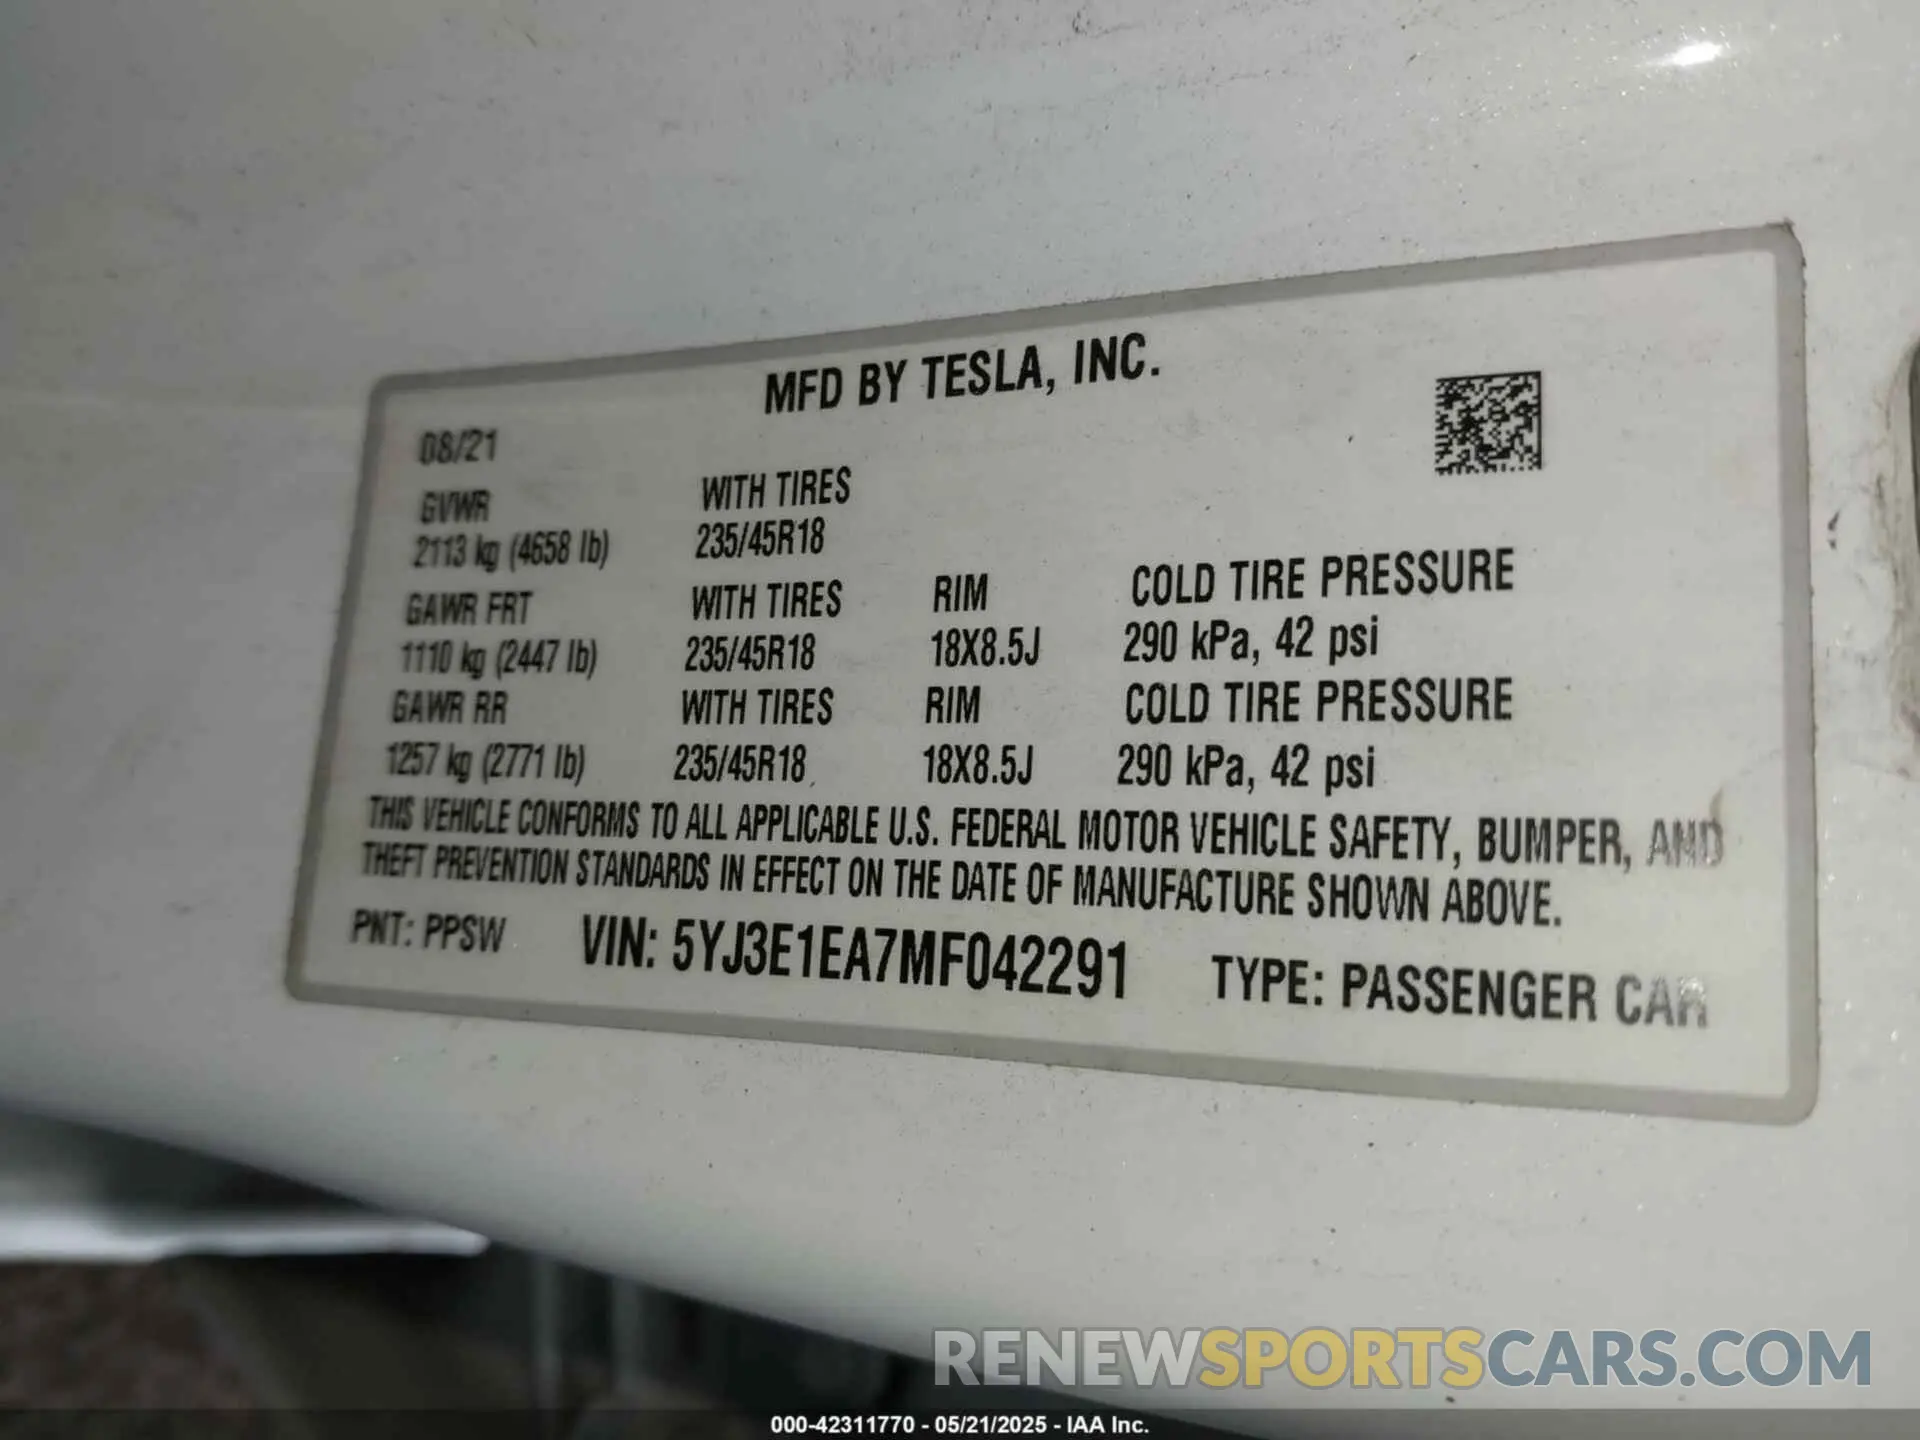 MFD BY TESLA, INC.
08/21
GVWR WITH TIRES
2113 kg (4658 lb) 235/45R18
GAWR FRT WITH TIRES RIM COLD TIRE PRESSURE
1110 kg (2447 lb) 235/45R18 18X8.5J 290 kPa, 42 psi
GAWR RR WITH TIRES RIM COLD TIRE PRESSURE
1257 kg (2771 lb) 235/45R18 18X8.5J 290 kPa, 42 psi
THIS VEHICLE CONFORMS TO ALL APPLICABLE U.S. FEDERAL MOTOR VEHICLE SAFETY, BUMPER, AND
THEFT PREVENTION STANDARDS IN EFFECT ON THE DATE OF MANUFACTURE SHOWN ABOVE.
PNT: PPSW VIN: 5YJ3E1EA7MF042291 TYPE: PASSENGER CAR
RENEWSPORTSCARS.COM
000-42311770 - 05/21/2025 - IAA Inc.